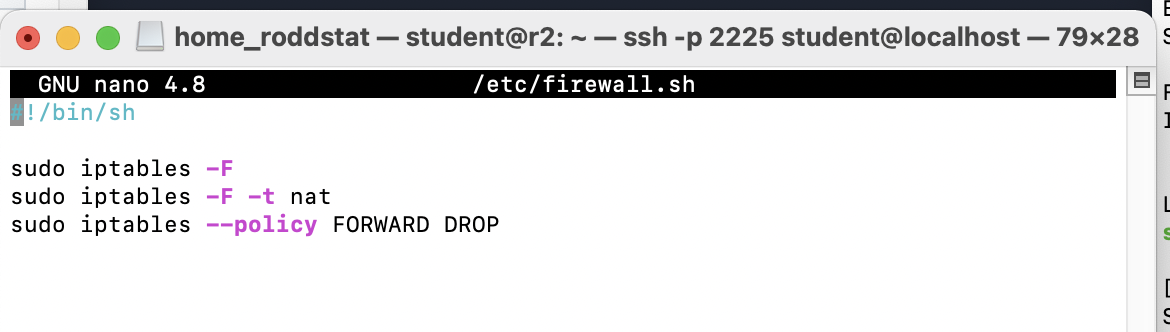 home_roddstat — student@r2: ~ — ssh -p 2225 student@localhost — 79×28
GNU nano 4.8 /etc/firewall.sh
#!/bin/sh
sudo iptables -F
sudo iptables -F -t nat
sudo iptables --policy FORWARD DROP